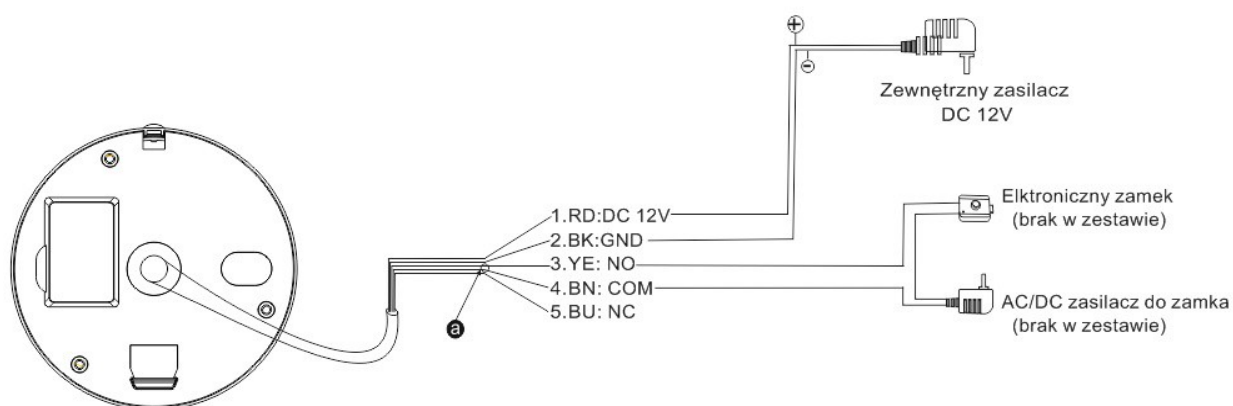 +
-
Zewnętrzny zasilacz
DC 12V
1.RD:DC 12V
2.BK:GND
3.YE: NO
4.BN: COM
5.BU: NC
a
Elktroniczny zamek
(brak w zestawie)
AC/DC zasilacz do zamka
(brak w zestawie)